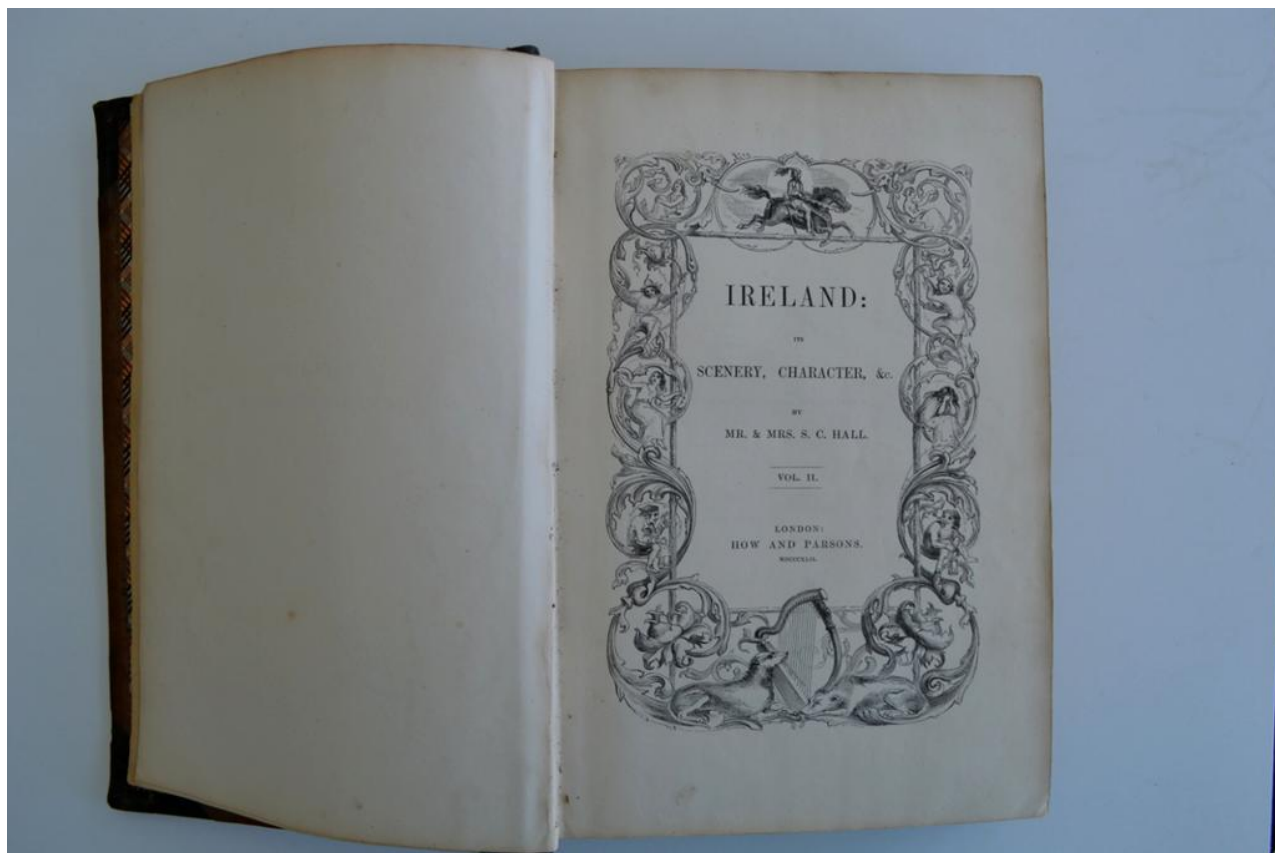 IRELAND:
ITS
SCENERY, CHARACTER, &c.
BY
MR. & MRS. S. C. HALL.
VOL. II.
LONDON:
HOW AND PARSONS.